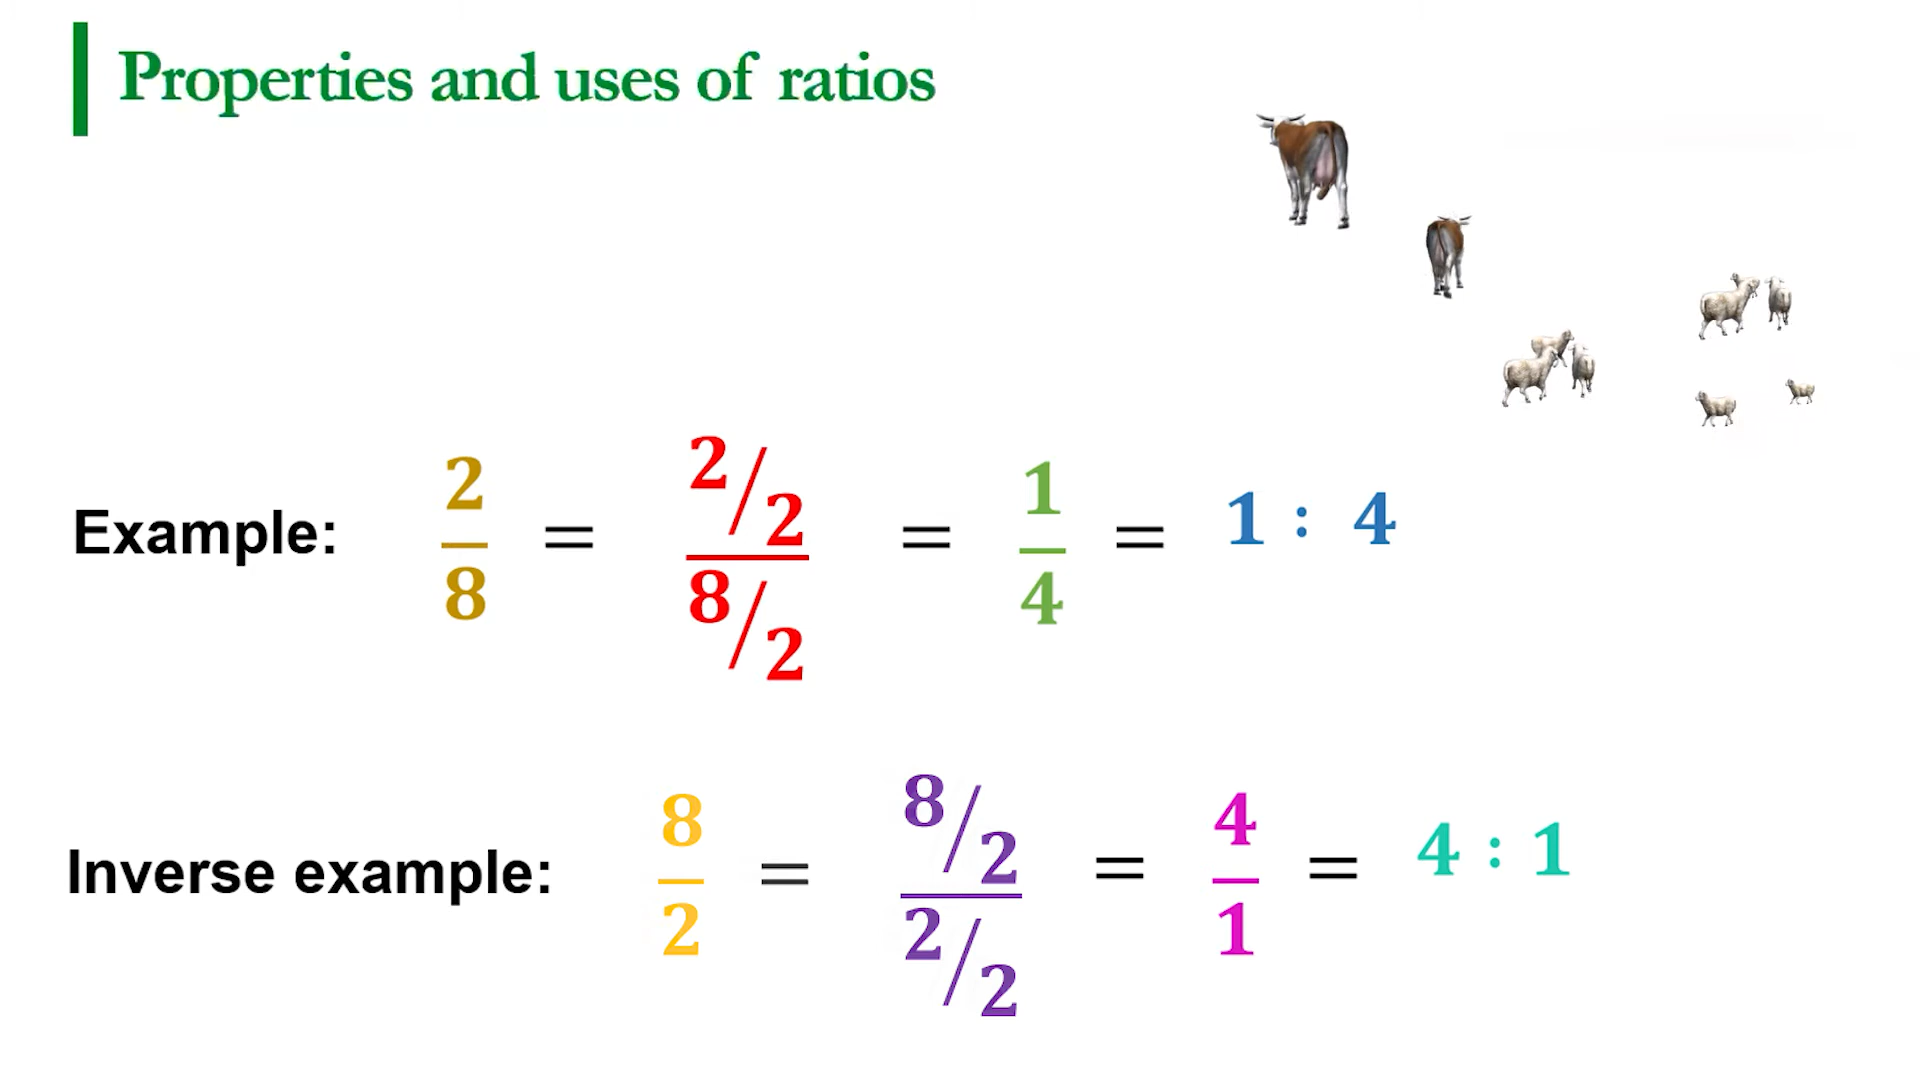 Properties and uses of ratios
Example: 2/8 = 2/2 / 8/2 = 1/4 = 1 : 4
Inverse example: 8/2 = 8/2 / 2/2 = 4/1 = 4 : 1